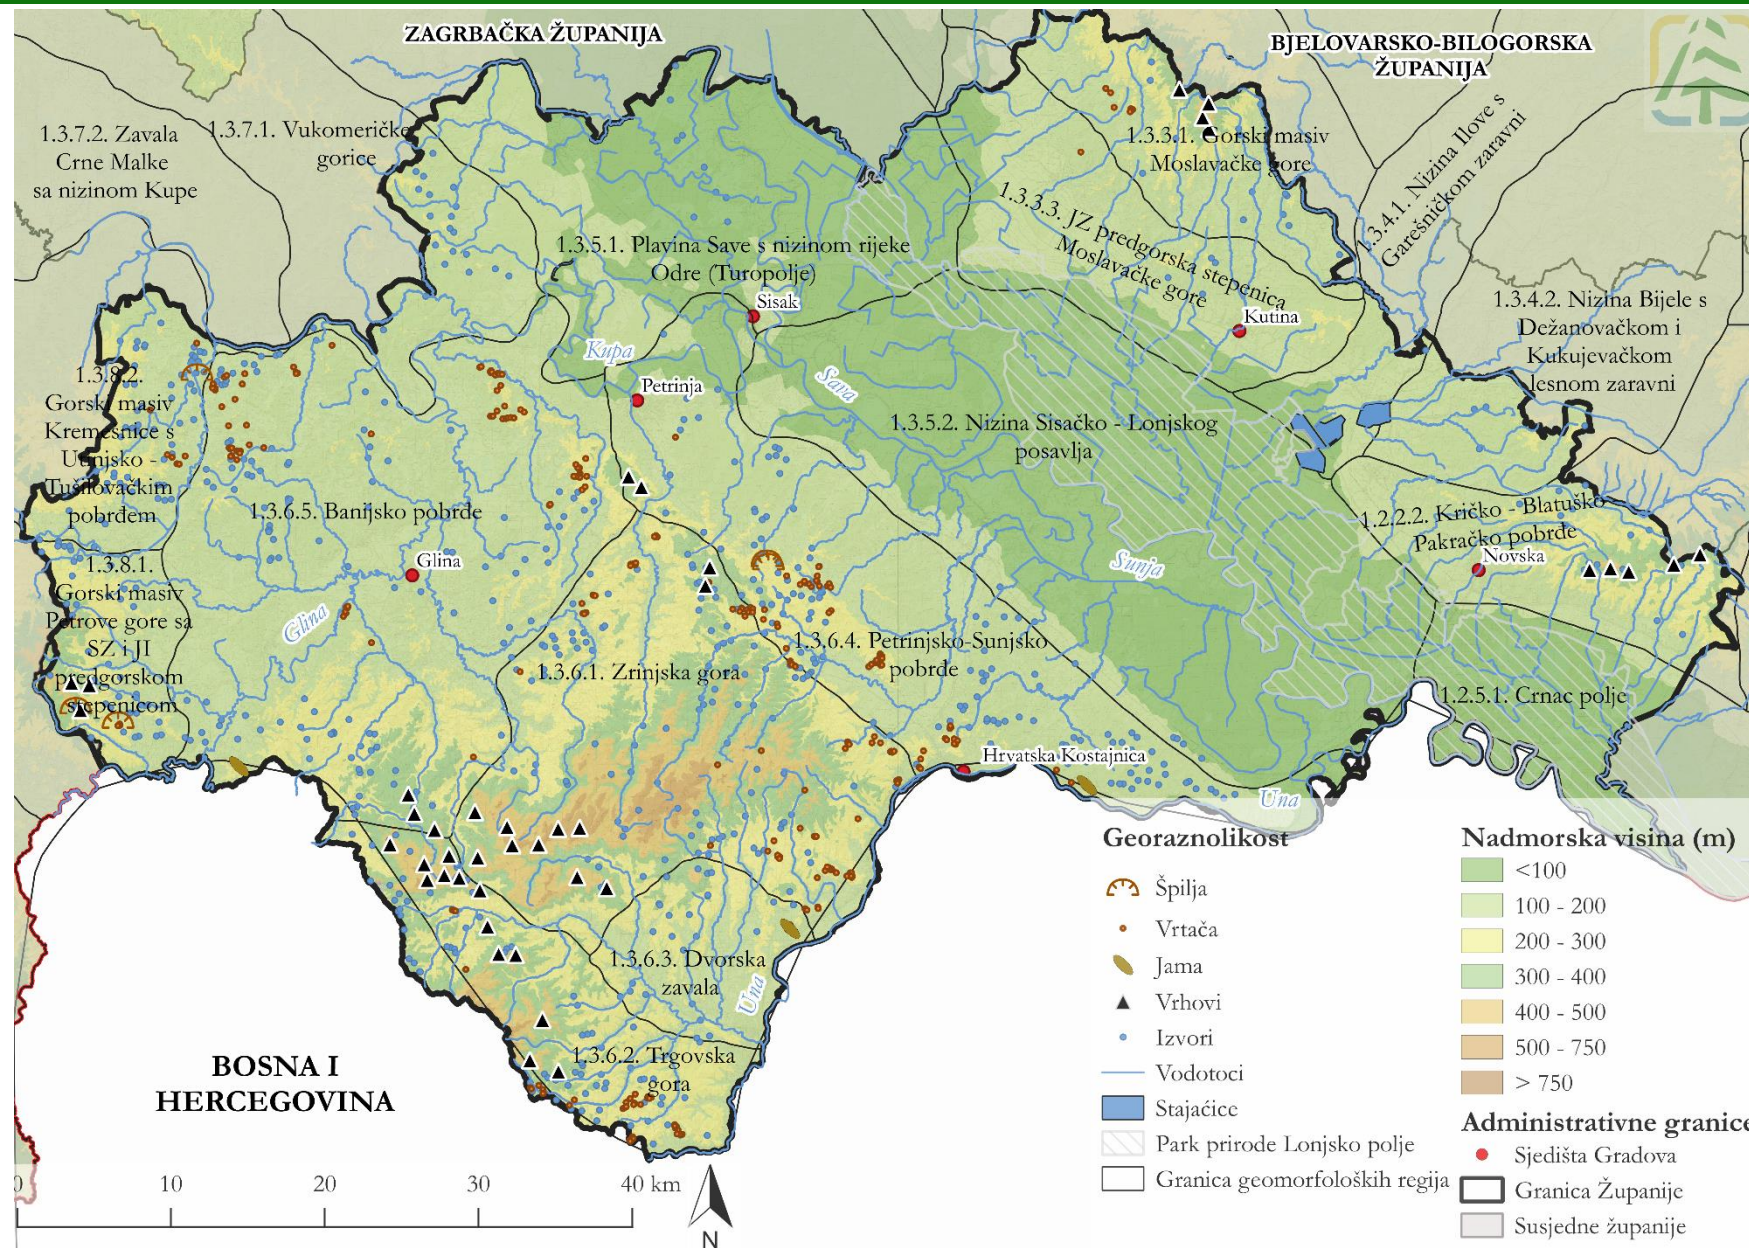 ZAGRBAČKA ŽUPANIJA
BJELOVARSKO-BILOGORSKA
ŽUPANIJA
1.3.7.2. Zavala
Crne Malke
sa nizinom Kupe
1.3.7.1. Vukomeričke
gorice
1.3.3.1. Gorski masiv
Moslavačke gore
1.3.4.1. Nizina Ilove s
Garešničkom zaravni
1.3.3.3. JZ predgorska stepenica
Moslavačke gore
1.3.5.1. Plavina Save s nizinom rijeke
Odre (Turopolje)
Sisak
Kutina
1.3.4.2. Nizina Bijele s
Dežanovačkom i
Kukujevačkom
lesnom zaravni
Kupa
Petrinja
Sava
1.3.8.2.
Gorski masiv
Kremešnice s
Utinjsko -
Tušilovačkim
pobrđem
1.3.5.2. Nizina Sisačko - Lonjskog
posavlja
1.3.6.5. Banijsko pobrđe
1.2.2.2. Kričko - Blatuško
Pakračko pobrđe
Novska
Glina
Sunja
1.3.8.1.
Gorski masiv
Petrove gore sa
SZ i JI
predgorskom
stepenicom
Glina
1.3.6.1. Zrinjska gora
1.3.6.4. Petrinjsko-Sunjsko
pobrđe
1.2.5.1. Crnac polje
Hrvatska Kostajnica
Una
1.3.6.3. Dvorska
zavala
Una
1.3.6.2. Trgovska
gora
BOSNA I
HERCEGOVINA
0 10 20 30 40 km
N
Georaznolikost
Špilja
Vrtača
Jama
Vrhovi
Izvori
Vodotoci
Stajaćice
Park prirode Lonjsko polje
Granica geomorfoloških regija
Nadmorska visina (m)
<100
100 - 200
200 - 300
300 - 400
400 - 500
500 - 750
> 750
Administrativne granice
Sjedišta Gradova
Granica Županije
Susjedne županije